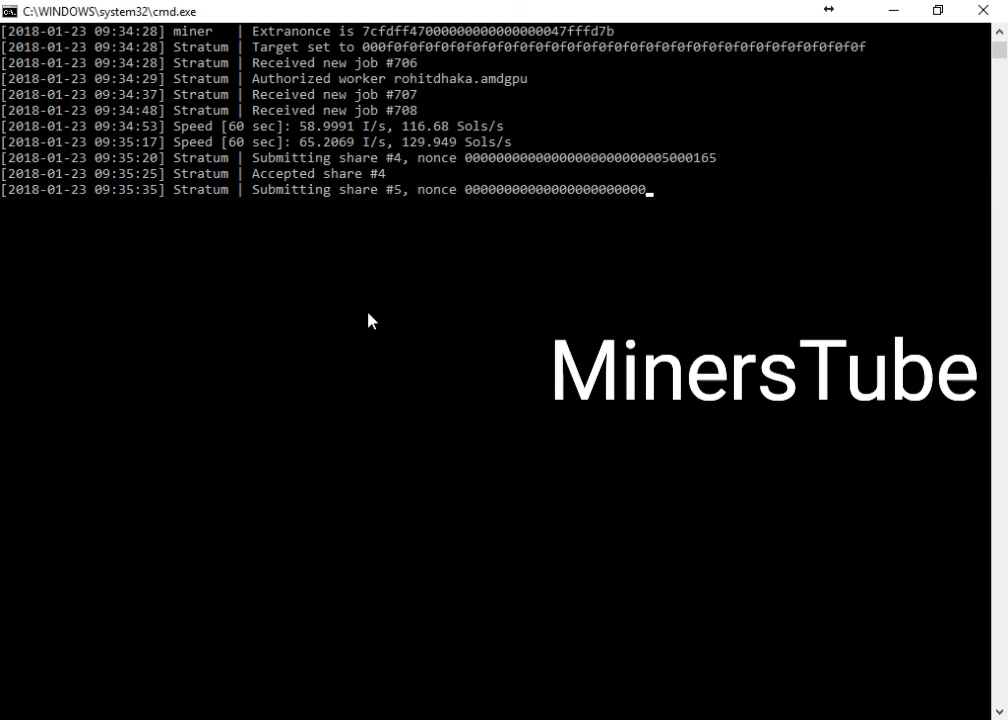 C:\WINDOWS\system32\cmd.exe
[2018-01-23 09:34:28] miner | Extranonce is 7cfdff47000000000000000047fffd7b
[2018-01-23 09:34:28] Stratum | Target set to 000f0f0f0f0f0f0f0f0f0f0f0f0f0f0f0f0f0f0f0f0f0f0f0f0f0f0f0f0f0f0f
[2018-01-23 09:34:28] Stratum | Received new job #706
[2018-01-23 09:34:29] Stratum | Authorized worker rohitdhaka.amdgpu
[2018-01-23 09:34:37] Stratum | Received new job #707
[2018-01-23 09:34:48] Stratum | Received new job #708
[2018-01-23 09:34:53] Speed [60 sec]: 58.9991 I/s, 116.68 Sols/s
[2018-01-23 09:35:17] Speed [60 sec]: 65.2069 I/s, 129.949 Sols/s
[2018-01-23 09:35:20] Stratum | Submitting share #4, nonce 00000000000000000000000005000165
[2018-01-23 09:35:25] Stratum | Accepted share #4
[2018-01-23 09:35:35] Stratum | Submitting share #5, nonce 00000000000000000000000
MinersTube